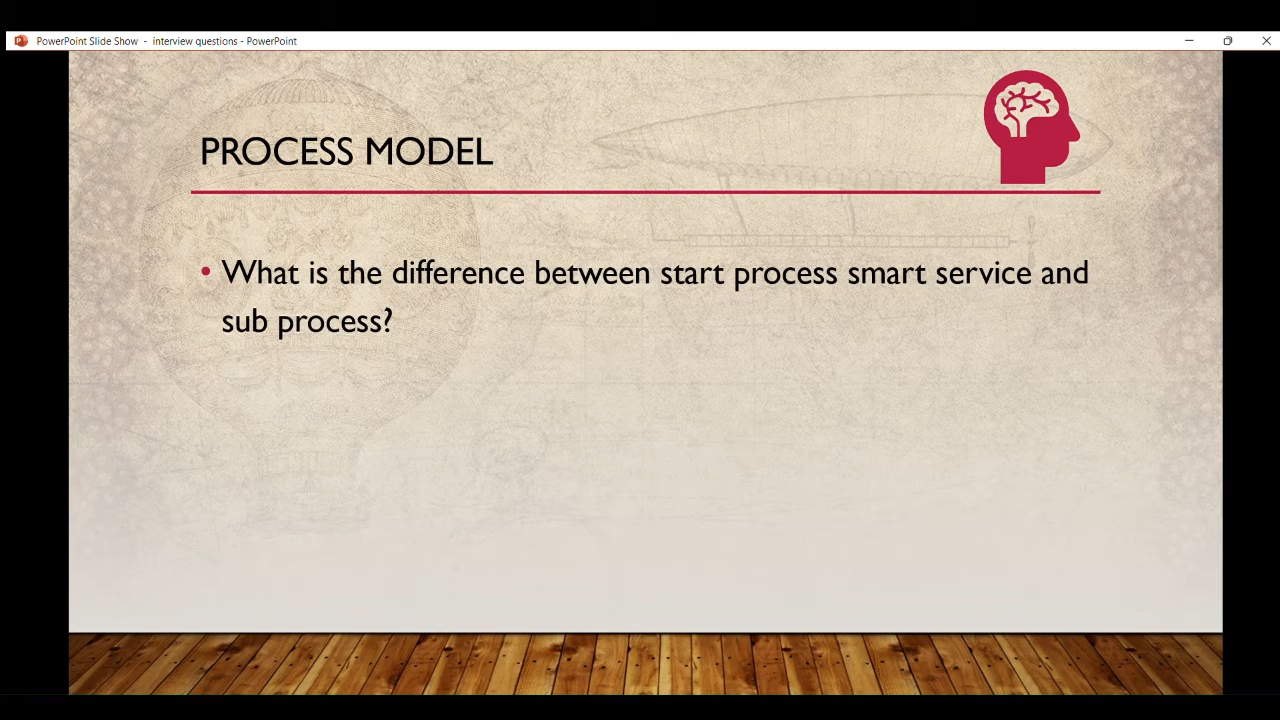 PowerPoint Slide Show - interview questions - PowerPoint
PROCESS MODEL
• What is the difference between start process smart service and
sub process?